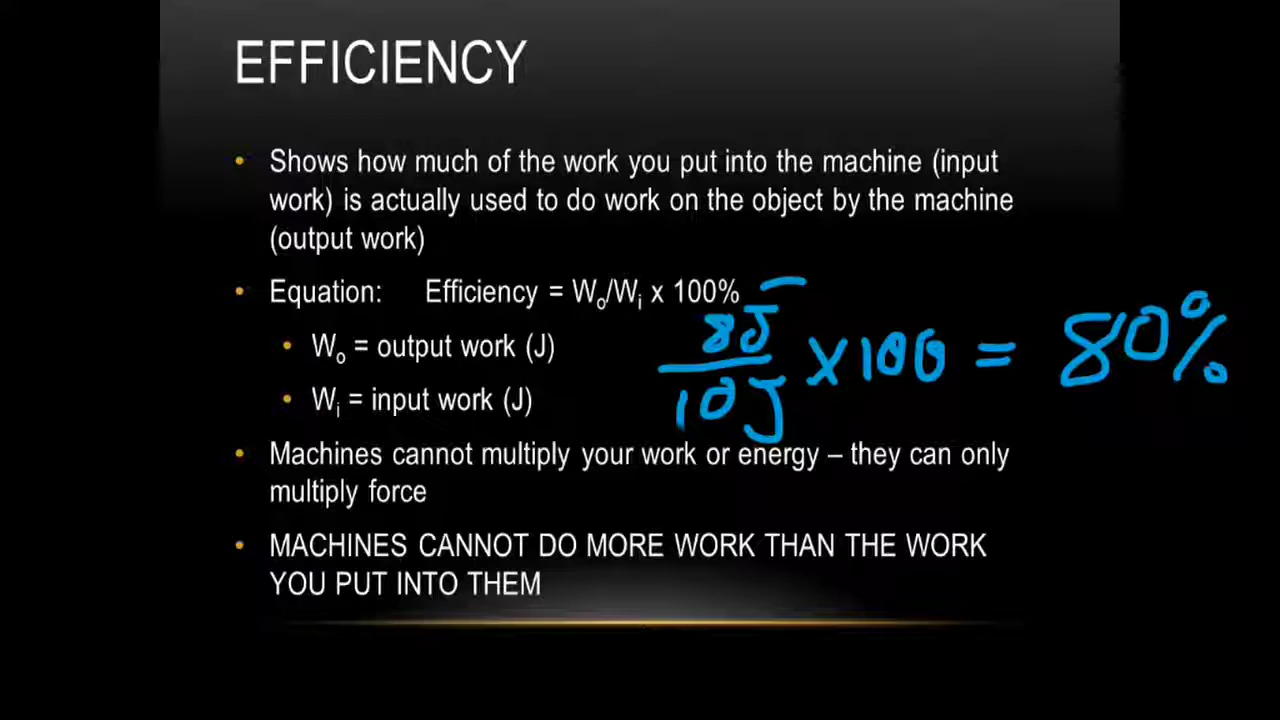 EFFICIENCY
• Shows how much of the work you put into the machine (input
work) is actually used to do work on the object by the machine
(output work)
• Equation: Efficiency = Wo/Wi x 100%
8J
• Wo = output work (J)
x100 = 80%
10J
• Wi = input work (J)
• Machines cannot multiply your work or energy – they can only
multiply force
• MACHINES CANNOT DO MORE WORK THAN THE WORK
YOU PUT INTO THEM